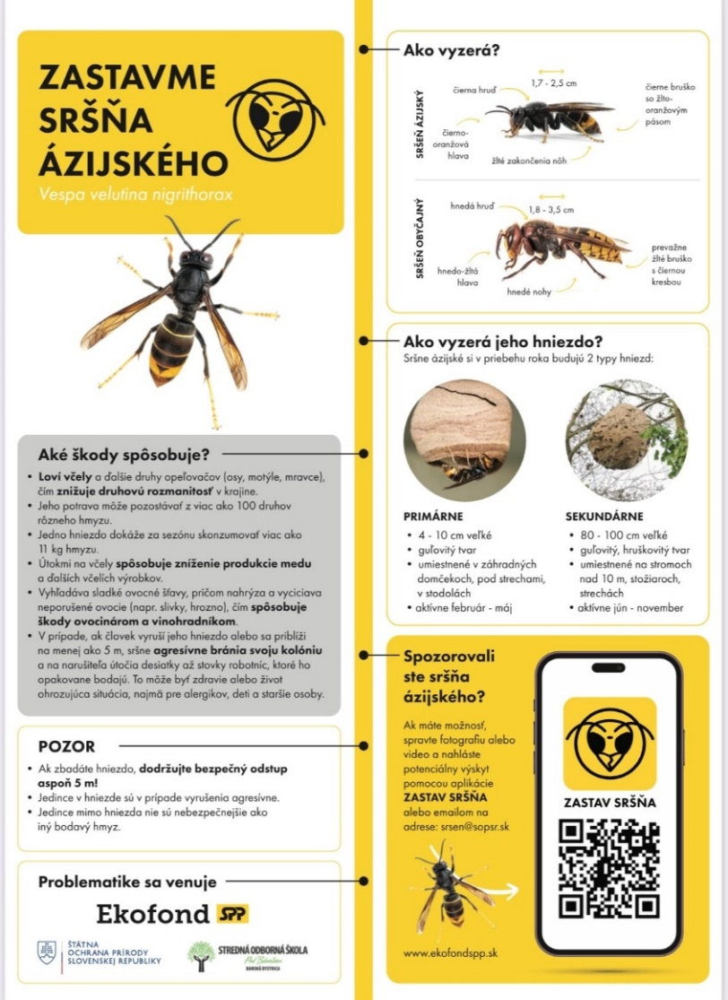 ZASTAVME
SRŠŇA
ÁZIJSKÉHO
Vespa velutina nigrithorax
Aké škody spôsobuje?
• Loví včely a ďalšie druhy opeľovačov (osy, motýle, mravce),
čím znižuje druhovú rozmanitosť v krajine.
• Jeho potrava môže pozostávať z viac ako 100 druhov
rôzneho hmyzu.
• Jedno hniezdo dokáže za sezónu skonzumovať viac ako
11 kg hmyzu.
• Útokmi na včely spôsobuje zníženie produkcie medu
a ďalších včelích výrobkov.
• Vyhľadáva sladké ovocné šťavy, pričom nahrýza a vyciciava
neporušené ovocie (napr. slivky, hrozno), čím spôsobuje
škody ovocinárom a vinohradníkom.
• V prípade, ak človek vyruší jeho hniezdo alebo sa priblíži
na menej ako 5 m, sršne agresívne bránia svoju kolóniu
a na narušiteľa útočia desiatky až stovky robotníc, ktoré ho
opakovane bodajú. To môže byť zdravie alebo život
ohrozujúca situácia, najmä pre alergikov, deti a staršie osoby.
POZOR
• Ak zbadáte hniezdo, dodržujte bezpečný odstup
aspoň 5 m!
• Jedince v hniezde sú v prípade vyrušenia agresívne.
• Jedince mimo hniezda nie sú nebezpečnejšie ako
iný bodavý hmyz.
Problematike sa venuje
Ekofond SPP
ŠTÁTNA
OCHRANA PRÍRODY
SLOVENSKEJ REPUBLIKY
STREDNÁ ODBORNÁ ŠKOLA
Pod Bánošom
BANSKÁ BYSTRICA
Ako vyzerá?
SRŠEŇ ÁZIJSKÝ
čierna hruď
1,7 - 2,5 cm
čierne bruško
so žlto-
oranžovým
pásom
čierno-
oranžová
hlava
žlté zakončenia nôh
SRŠEŇ OBYČAJNÝ
hnedá hruď
1,8 - 3,5 cm
hnedo-žltá
hlava
hnedé nohy
prevažne
žlté bruško
s čiernou
kresbou
Ako vyzerá jeho hniezdo?
Sršne ázijské si v priebehu roka budujú 2 typy hniezd:
PRIMÁRNE
• 4 - 10 cm veľké
• guľovitý tvar
• umiestnené v záhradných
domčekoch, pod strechami,
v stodolách
• aktívne február - máj
SEKUNDÁRNE
• 80 - 100 cm veľké
• guľovitý, hruškovitý tvar
• umiestnené na stromoch
nad 10 m, stožiaroch,
strechách
• aktívne jún - november
Spozorovali
ste sršňa
ázijského?
Ak máte možnosť,
spravte fotografiu alebo
video a nahláste
potenciálny výskyt
pomocou aplikácie
ZASTAV SRŠŇA
alebo emailom na
adrese: srsen@sopsr.sk
www.ekofondspp.sk
ZASTAV SRŠŇA